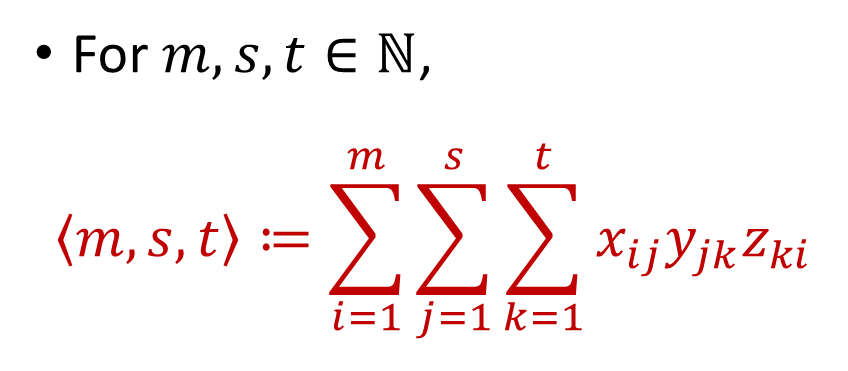 • For m, s, t ∈ ℕ,
⟨m, s, t⟩ ≔ ∑_{i=1}^{m} ∑_{j=1}^{s} ∑_{k=1}^{t} x_{ij} y_{jk} z_{ki}